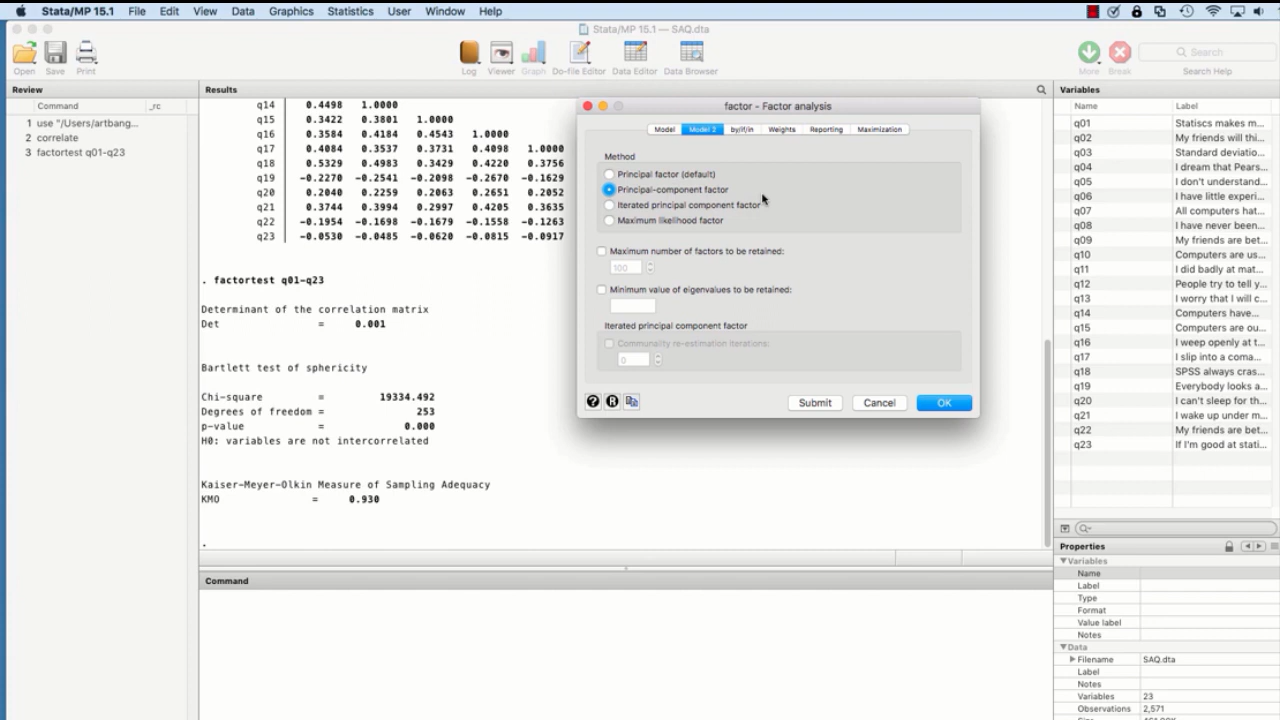 File Edit View Data Graphics Statistics User Window Help
Stata/MP 15.1 — SAQ.dta
Open Save Print Log Viewer Graph Do-file Editor Data Editor Data Browser More Break Search
Search Help
Review
Command _rc
1 use "/Users/artbang...
2 correlate
3 factortest q01-q23
Results
q14 0.4498 1.0000
q15 0.3422 0.3801 1.0000
q16 0.3584 0.4184 0.4543 1.0000
q17 0.4084 0.3537 0.3731 0.4098 1.0000
q18 0.5329 0.4983 0.3429 0.4220 0.3756
q19 -0.2270 -0.2541 -0.2098 -0.2670 -0.1629
q20 0.2040 0.2259 0.2063 0.2651 0.2052
q21 0.3744 0.3994 0.2997 0.4205 0.3635
q22 -0.1954 -0.1698 -0.1679 -0.1558 -0.1263
q23 -0.0530 -0.0485 -0.0620 -0.0815 -0.0917
. factortest q01-q23
Determinant of the correlation matrix
Det = 0.001
Bartlett test of sphericity
Chi-square = 19334.492
Degrees of freedom = 253
p-value = 0.000
H0: variables are not intercorrelated
Kaiser-Meyer-Olkin Measure of Sampling Adequacy
KMO = 0.930
.
Command
factor - Factor analysis
Model Model 2 by/if/in Weights Reporting Maximization
Method
Principal factor (default)
Principal-component factor
Iterated principal component factor
Maximum likelihood factor
Maximum number of factors to be retained:
100
Minimum value of eigenvalues to be retained:
Iterated principal component factor
Communality re-estimation iterations:
0
Submit Cancel OK
Variables
Name Label
q01 Statiscs makes m...
q02 My friends will thi...
q03 Standard deviatio...
q04 I dream that Pears...
q05 I don't understand...
q06 I have little experi...
q07 All computers hat...
q08 I have never been...
q09 My friends are bet...
q10 Computers are us...
q11 I did badly at mat...
q12 People try to tell y...
q13 I worry that I will c...
q14 Computers have...
q15 Computers are ou...
q16 I weep openly at t...
q17 I slip into a coma...
q18 SPSS always cras...
q19 Everybody looks a...
q20 I can't sleep for th...
q21 I wake up under m...
q22 My friends are bet...
q23 If I'm good at stati...
Properties
Variables
Name
Label
Type
Format
Value label
Notes
Data
Filename SAQ.dta
Label
Notes
Variables 23
Observations 2,571